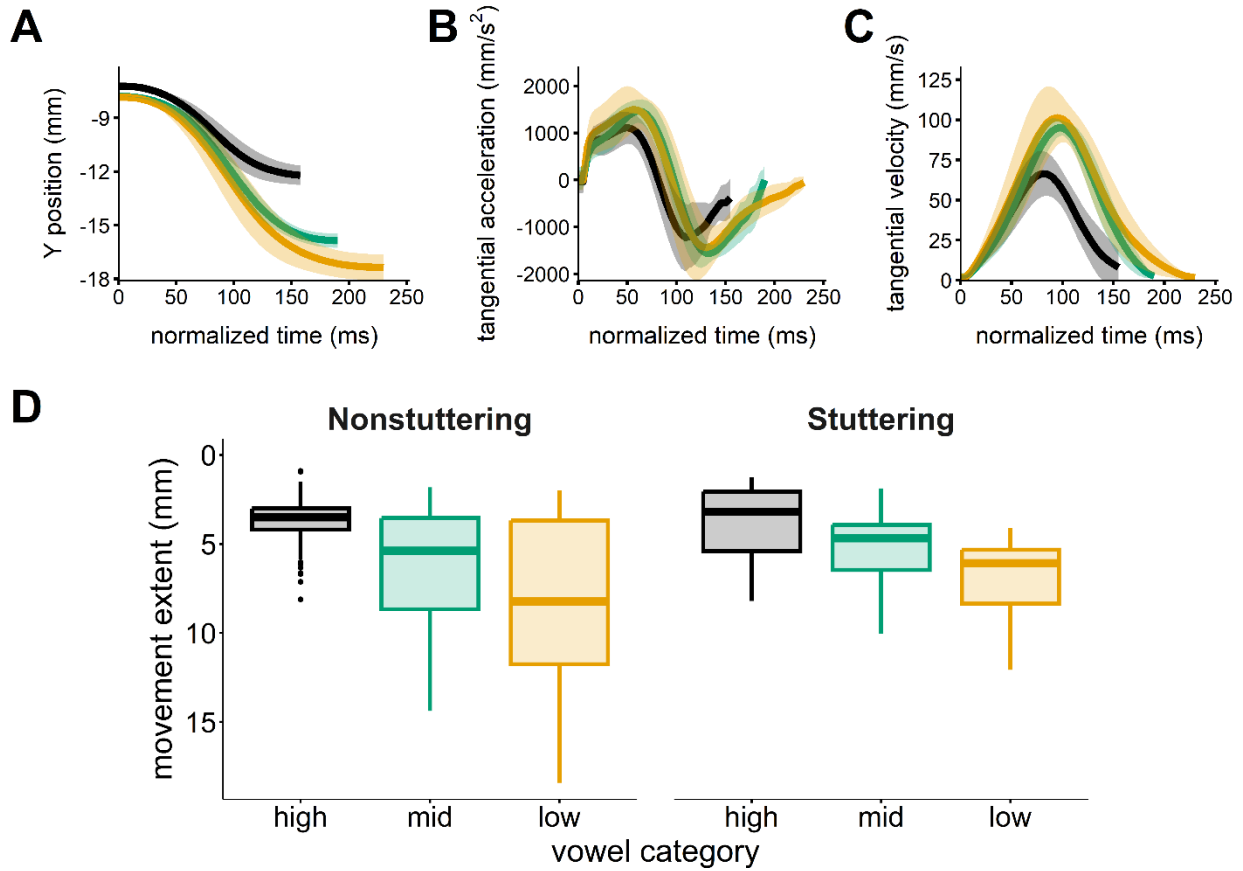 A
Y position (mm)
-9
-12
-15
-18
0 50 100 150 200 250
normalized time (ms)
B
tangential acceleration (mm/s²)
2000
1000
0
-1000
-2000
0 50 100 150 200 250
normalized time (ms)
C
tangential velocity (mm/s)
125
100
75
50
25
0
0 50 100 150 200 250
normalized time (ms)
D
Nonstuttering Stuttering
movement extent (mm)
0
5
10
15
high mid low high mid low
vowel category